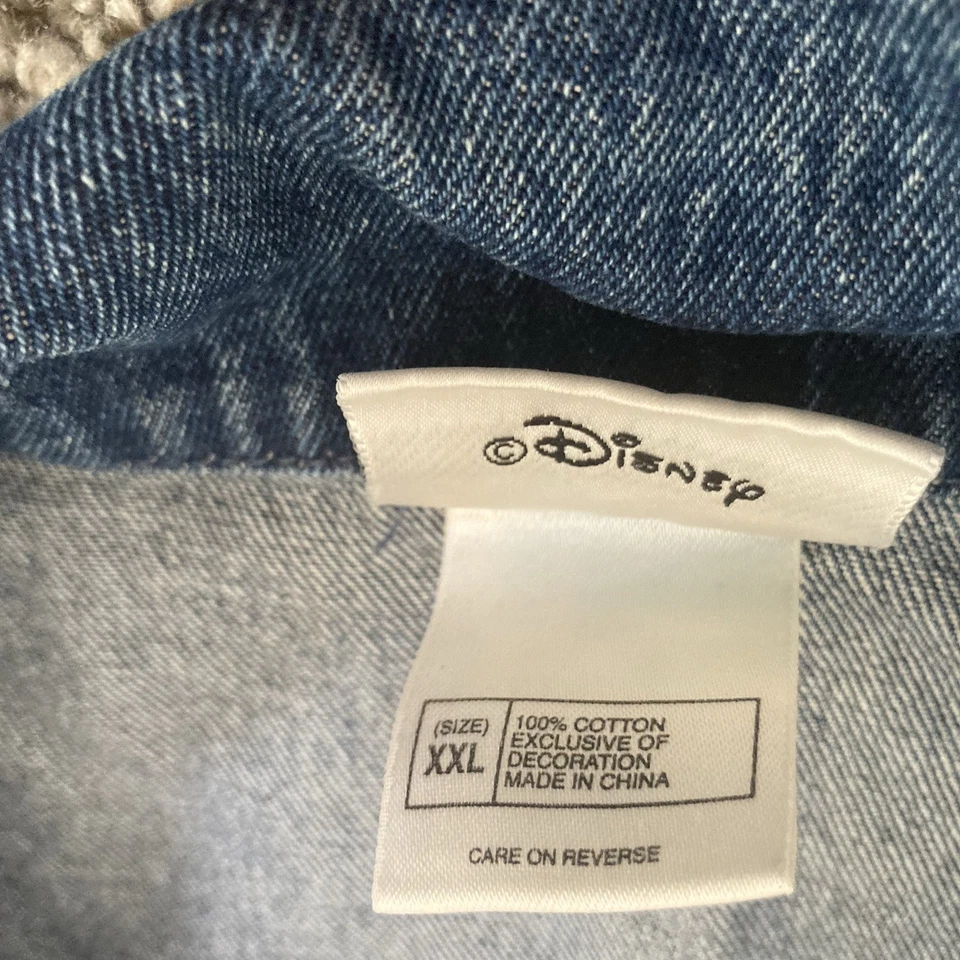 © Disney
(SIZE)
XXL
100% COTTON
EXCLUSIVE OF
DECORATION
MADE IN CHINA
CARE ON REVERSE